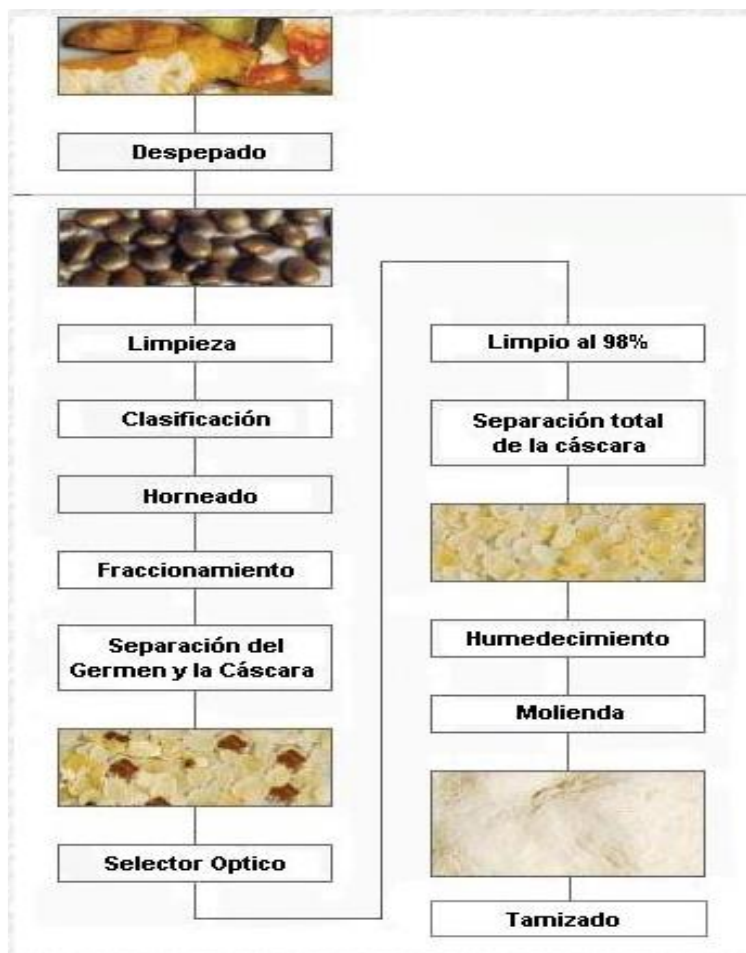 Despepado
Limpieza
Clasificación
Horneado
Fraccionamiento
Separación del
Germen y la Cáscara
Selector Optico
Limpio al 98%
Separación total
de la cáscara
Humedecimiento
Molienda
Tamizado